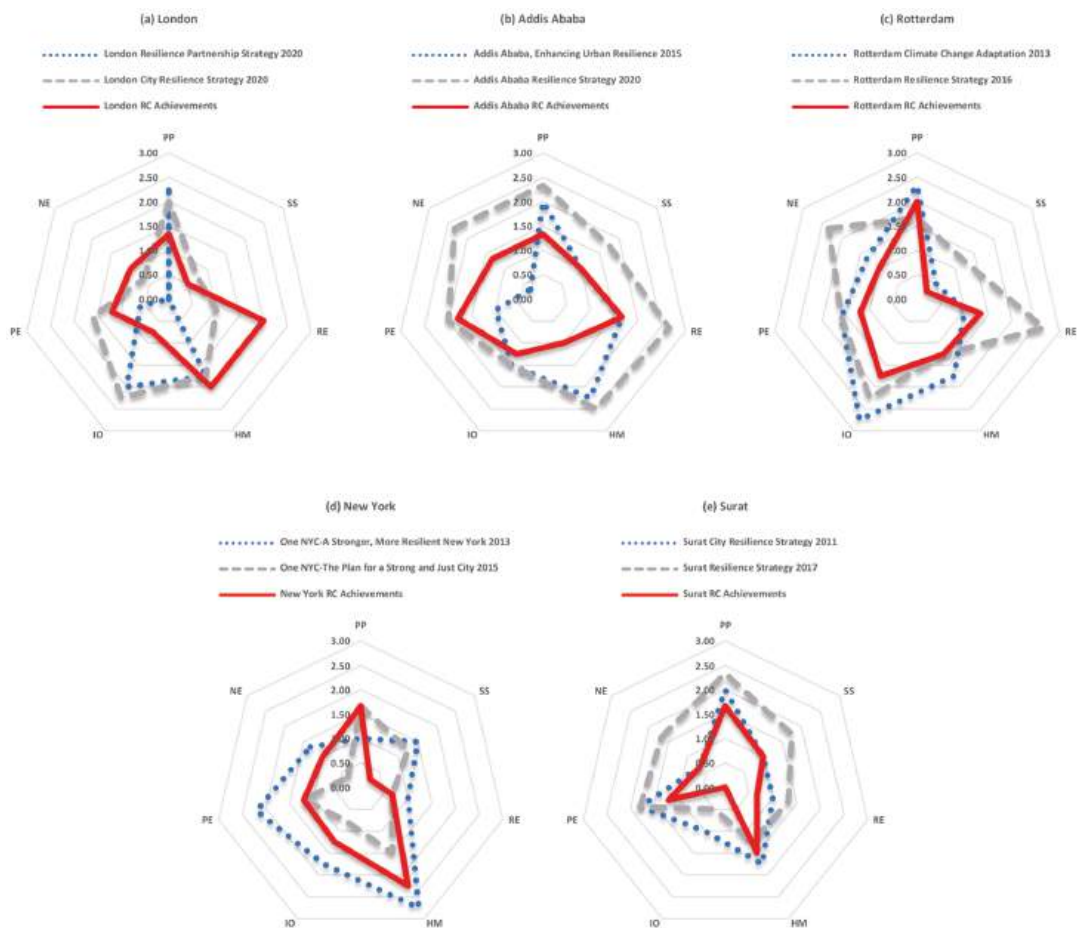 (a) London
London Resilience Partnership Strategy 2020
London City Resilience Strategy 2020
London RC Achievements
PP
3.00
2.50
2.00
1.50
1.00
0.50
0.00
NE
SS
PE
RE
IO
HM
(b) Addis Ababa
Addis Ababa, Enhancing Urban Resilience 2015
Addis Ababa Resilience Strategy 2020
Addis Ababa RC Achievements
PP
3.00
2.50
2.00
1.50
1.00
0.50
0.00
NE
SS
PE
RE
IO
HM
(c) Rotterdam
Rotterdam Climate Change Adaptation 2013
Rotterdam Resilience Strategy 2016
Rotterdam RC Achievements
PP
3.00
2.50
2.00
1.50
1.00
0.50
0.00
NE
SS
PE
RE
IO
HM
(d) New York
One NYC-A Stronger, More Resilient New York 2013
One NYC-The Plan for a Strong and Just City 2015
New York RC Achievements
PP
3.00
2.50
2.00
1.50
1.00
0.50
0.00
NE
SS
PE
RE
IO
HM
(e) Surat
Surat City Resilience Strategy 2011
Surat Resilience Strategy 2017
Surat RC Achievements
PP
3.00
2.50
2.00
1.50
1.00
0.50
0.00
NE
SS
PE
RE
IO
HM